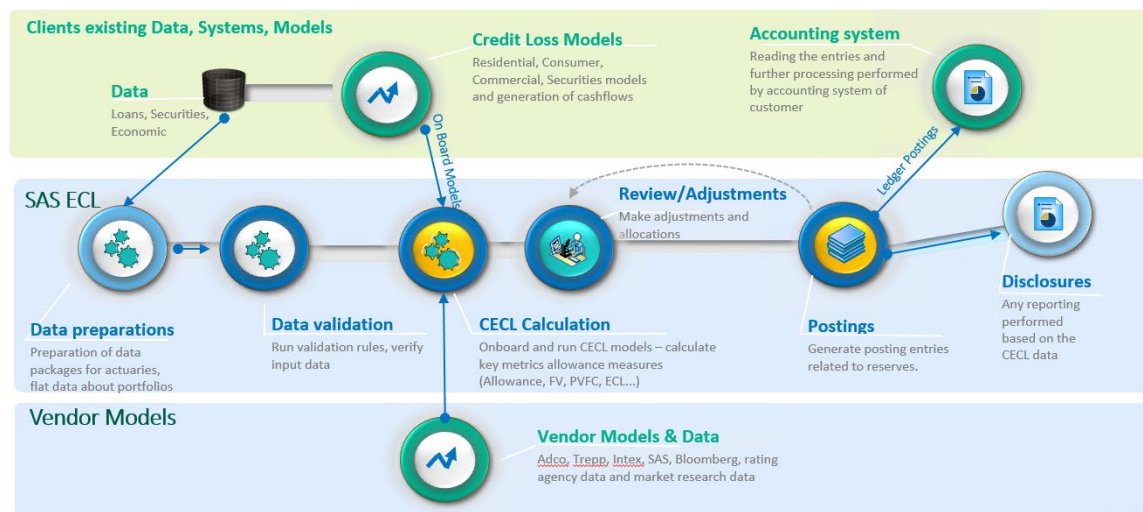 Clients existing Data, Systems, Models
Credit Loss Models
Residential, Consumer,
Commercial, Securities models
and generation of cashflows
Accounting system
Reading the entries and
further processing performed
by accounting system of
customer
Data
Loans, Securities,
Economic
On Board Models
Ledger Postings
SAS ECL
Review/Adjustments
Make adjustments and
allocations
Data preparations
Preparation of data
packages for actuaries,
flat data about portfolios
Data validation
Run validation rules, verify
input data
CECL Calculation
Onboard and run CECL models – calculate
key metrics allowance measures
(Allowance, FV, PVFC, ECL...)
Postings
Generate posting entries
related to reserves.
Disclosures
Any reporting
performed
based on the
CECL data
Vendor Models
Vendor Models & Data
Adco, Trepp, Intex, SAS, Bloomberg, rating
agency data and market research data